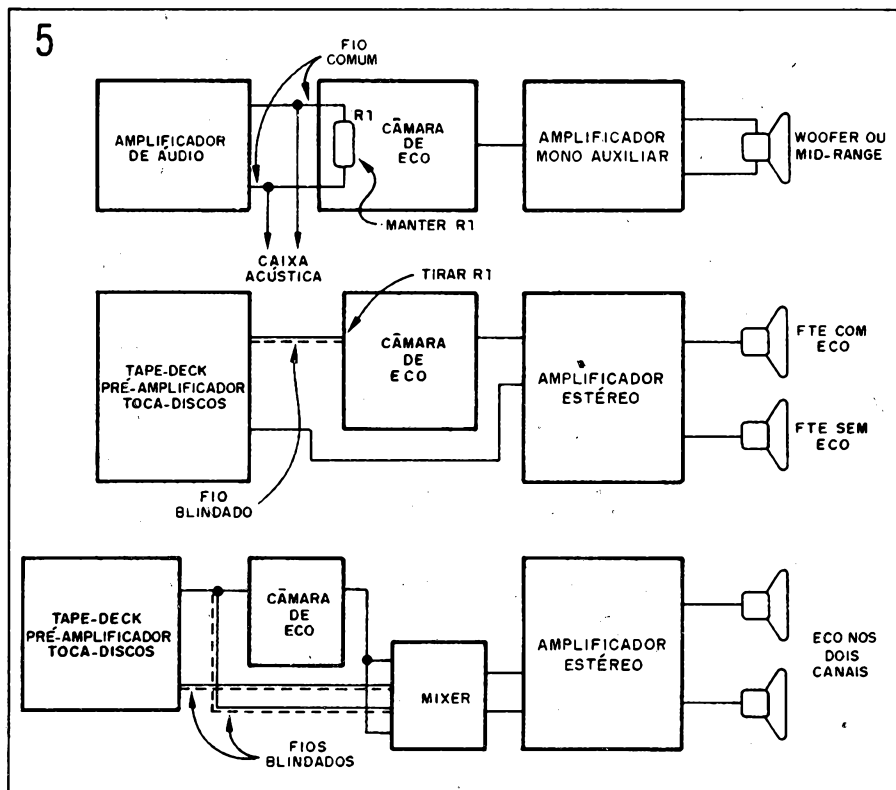 5
FIO
COMUM
AMPLIFICADOR
DE ÁUDIO
R1
CÂMARA
DE
ECO
AMPLIFICADOR
MONO AUXILIAR
WOOFER OU
MID-RANGE
MANTER R1
CAIXA
ACÚSTICA
TIRAR R1
TAPE-DECK
PRÉ-AMPLIFICADOR
TOCA-DISCOS
CÂMARA
DE
ECO
AMPLIFICADOR
ESTÉREO
FTE COM
ECO
FTE SEM
ECO
FIO
BLINDADO
TAPE-DECK
PRÉ-AMPLIFICADOR
TOCA-DISCOS
CÂMARA
DE
ECO
MIXER
AMPLIFICADOR
ESTÉREO
ECO NOS
DOIS
CANAIS
FIOS
BLINDADOS